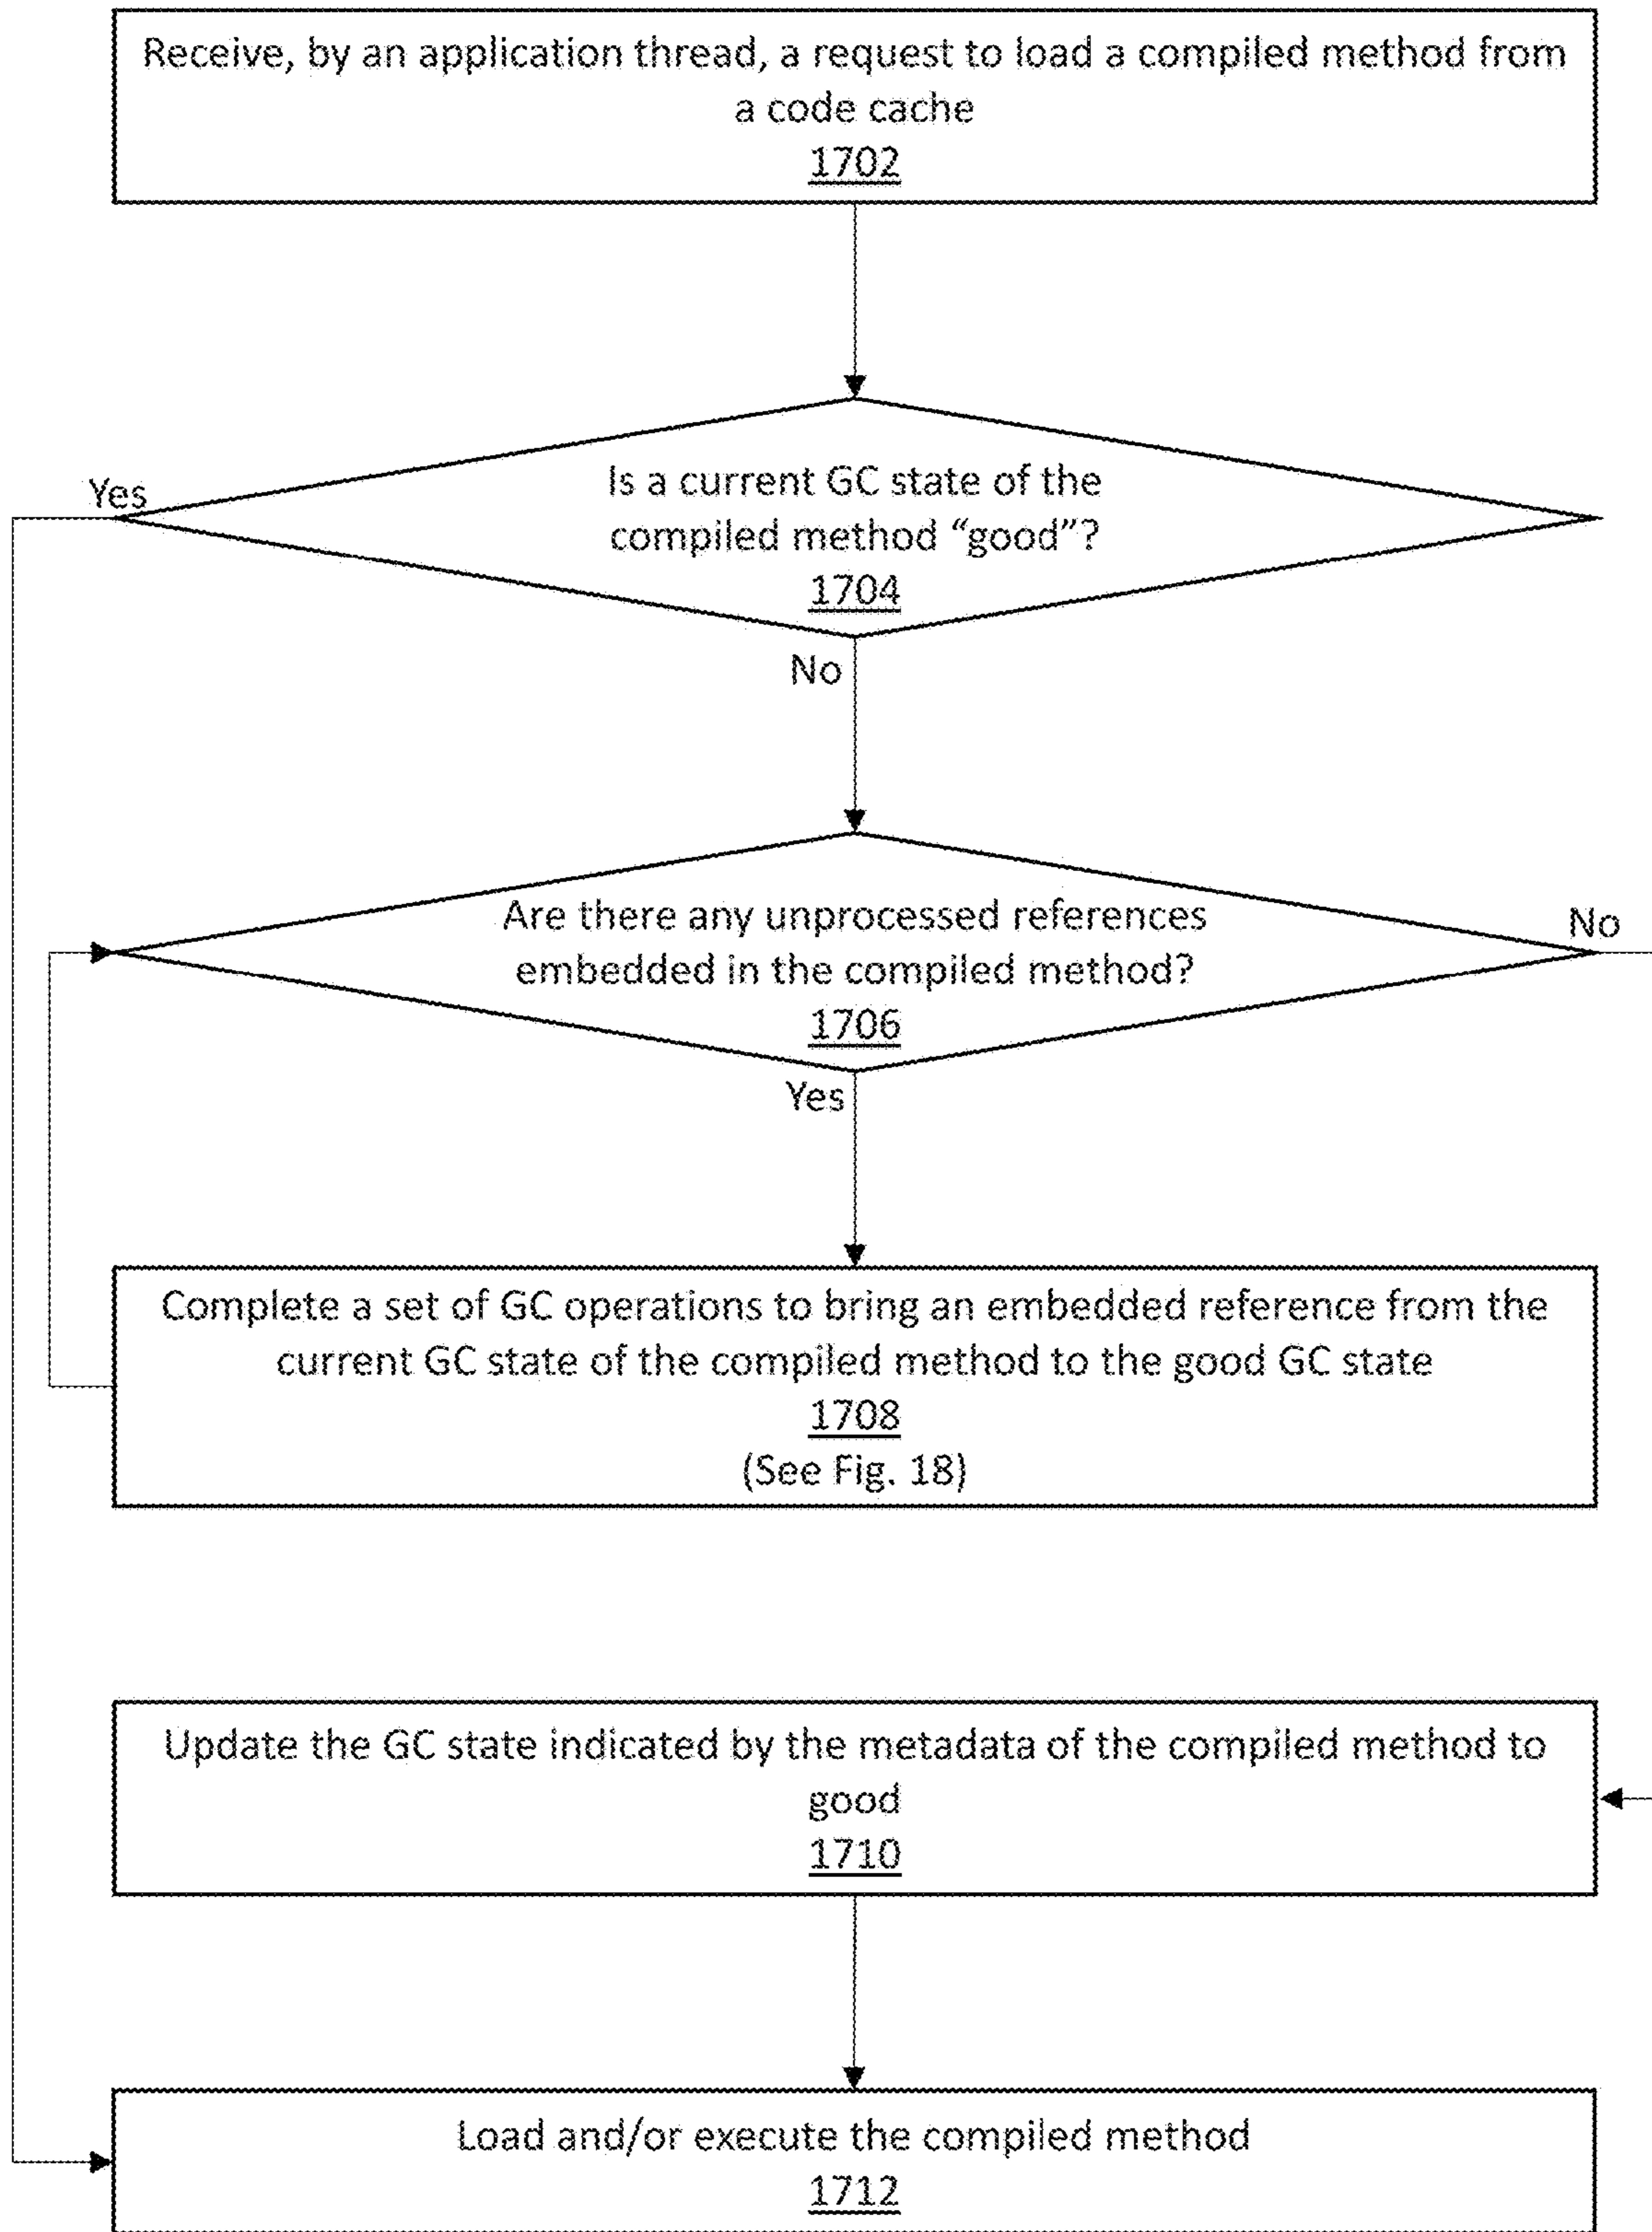 Receive, by an application thread, a request to load a compiled method from
a code cache
1702
Yes
Is a current GC state of the
compiled method “good”?
1704
No
Are there any unprocessed references
embedded in the compiled method?
1706
No
Yes
Complete a set of GC operations to bring an embedded reference from the
current GC state of the compiled method to the good GC state
1708
(See Fig. 18)
Update the GC state indicated by the metadata of the compiled method to
good
1710
Load and/or execute the compiled method
1712